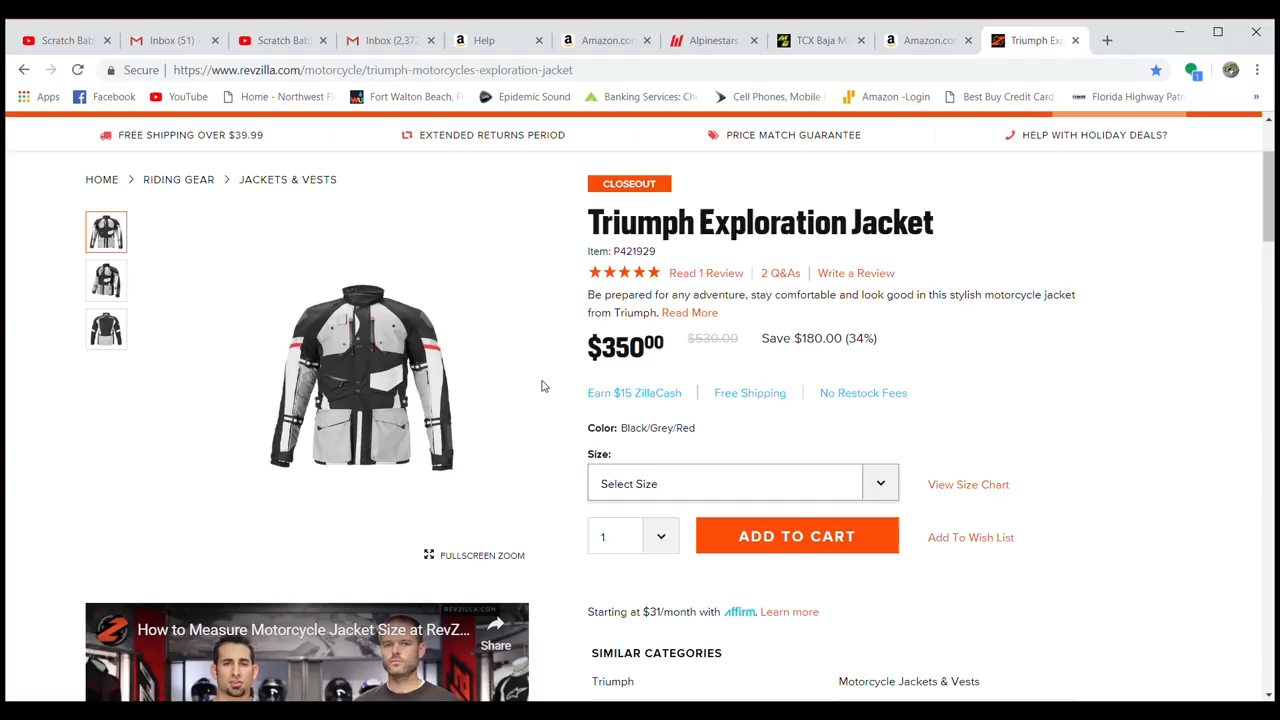 Scratch Bab
Inbox (51) -
Scratch Bab
Inbox (2,372
Help
Amazon.co
Alpinestars
TCX Baja M
Amazon.co
Triumph Ex
Secure
https://www.revzilla.com/motorcycle/triumph-motorcycles-exploration-jacket
1
Apps
Facebook
YouTube
Home - Northwest F
Fort Walton Beach, F
Epidemic Sound
Banking Services: Ch
Cell Phones, Mobile
Amazon -Login
Best Buy Credit Card
Florida Highway Pat
»
FREE SHIPPING OVER $39.99
EXTENDED RETURNS PERIOD
PRICE MATCH GUARANTEE
HELP WITH HOLIDAY DEALS?
HOME > RIDING GEAR > JACKETS & VESTS
CLOSEOUT
Triumph Exploration Jacket
Item: P421929
Read 1 Review
2 Q&As
Write a Review
Be prepared for any adventure, stay comfortable and look good in this stylish motorcycle jacket
from Triumph. Read More
$350.00
$530.00
Save $180.00 (34%)
Earn $15 ZillaCash
Free Shipping
No Restock Fees
Color: Black/Grey/Red
Size:
Select Size
View Size Chart
1
ADD TO CART
Add To Wish List
FULLSCREEN ZOOM
Starting at $31/month with affirm. Learn more
REVZILLA.COM
How to Measure Motorcycle Jacket Size at RevZ...
Share
SIMILAR CATEGORIES
Triumph
Motorcycle Jackets & Vests